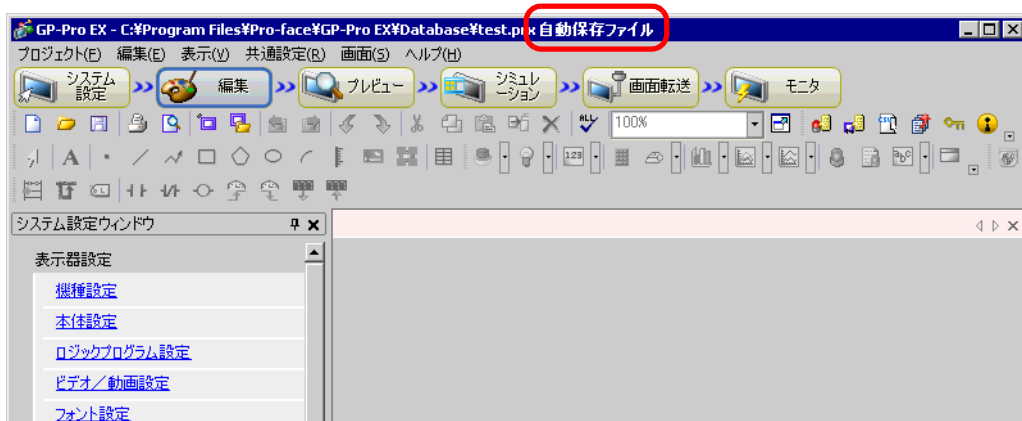 GP-Pro EX - C:¥Program Files¥Pro-face¥GP-Pro EX¥Database¥test.prx 自動保存ファイル
プロジェクト(F) 編集(E) 表示(V) 共通設定(R) 画面(S) ヘルプ(H)
システム設定 >> 編集 >> プレビュー >> シミュレーション >> 画面転送 >> モニタ
ALL 100%
A 123
システム設定ウィンドウ
表示器設定
機種設定
本体設定
ロジックプログラム設定
ビデオ/動画設定
フォント設定